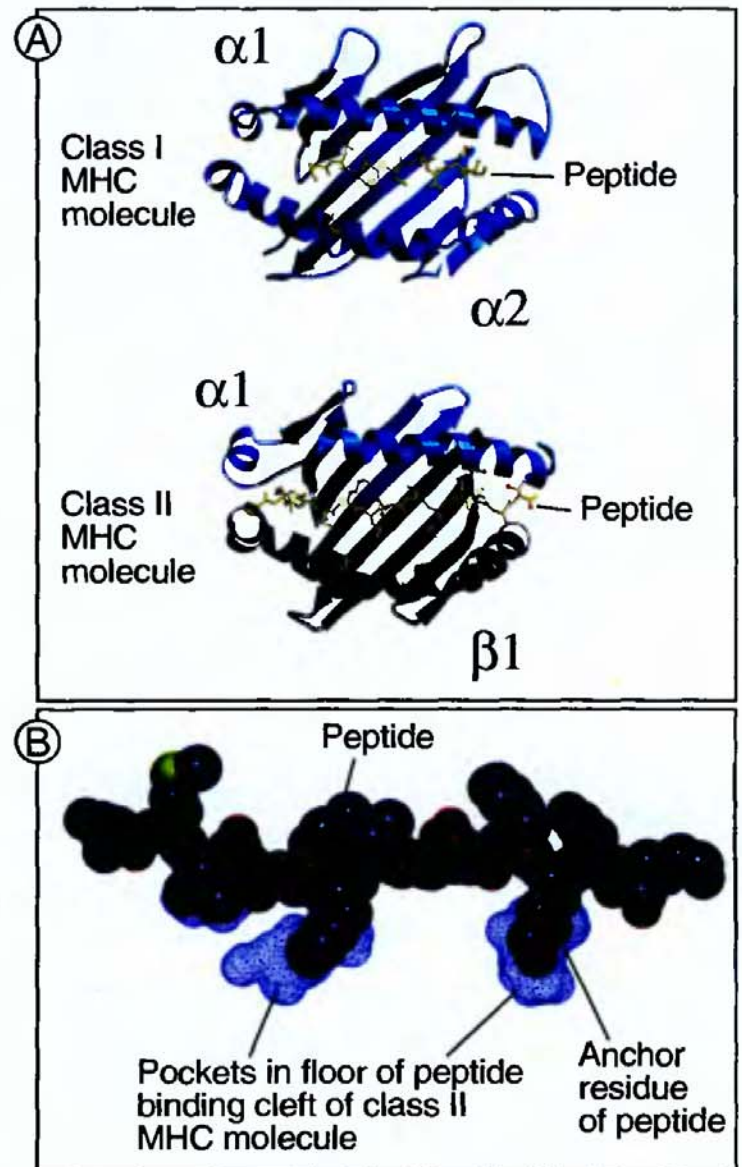 A
α1
Class I
MHC
molecule
Peptide
α2
α1
Class II
MHC
molecule
Peptide
β1
B
Peptide
Pockets in floor of peptide
binding cleft of class II
MHC molecule
Anchor
residue
of peptide